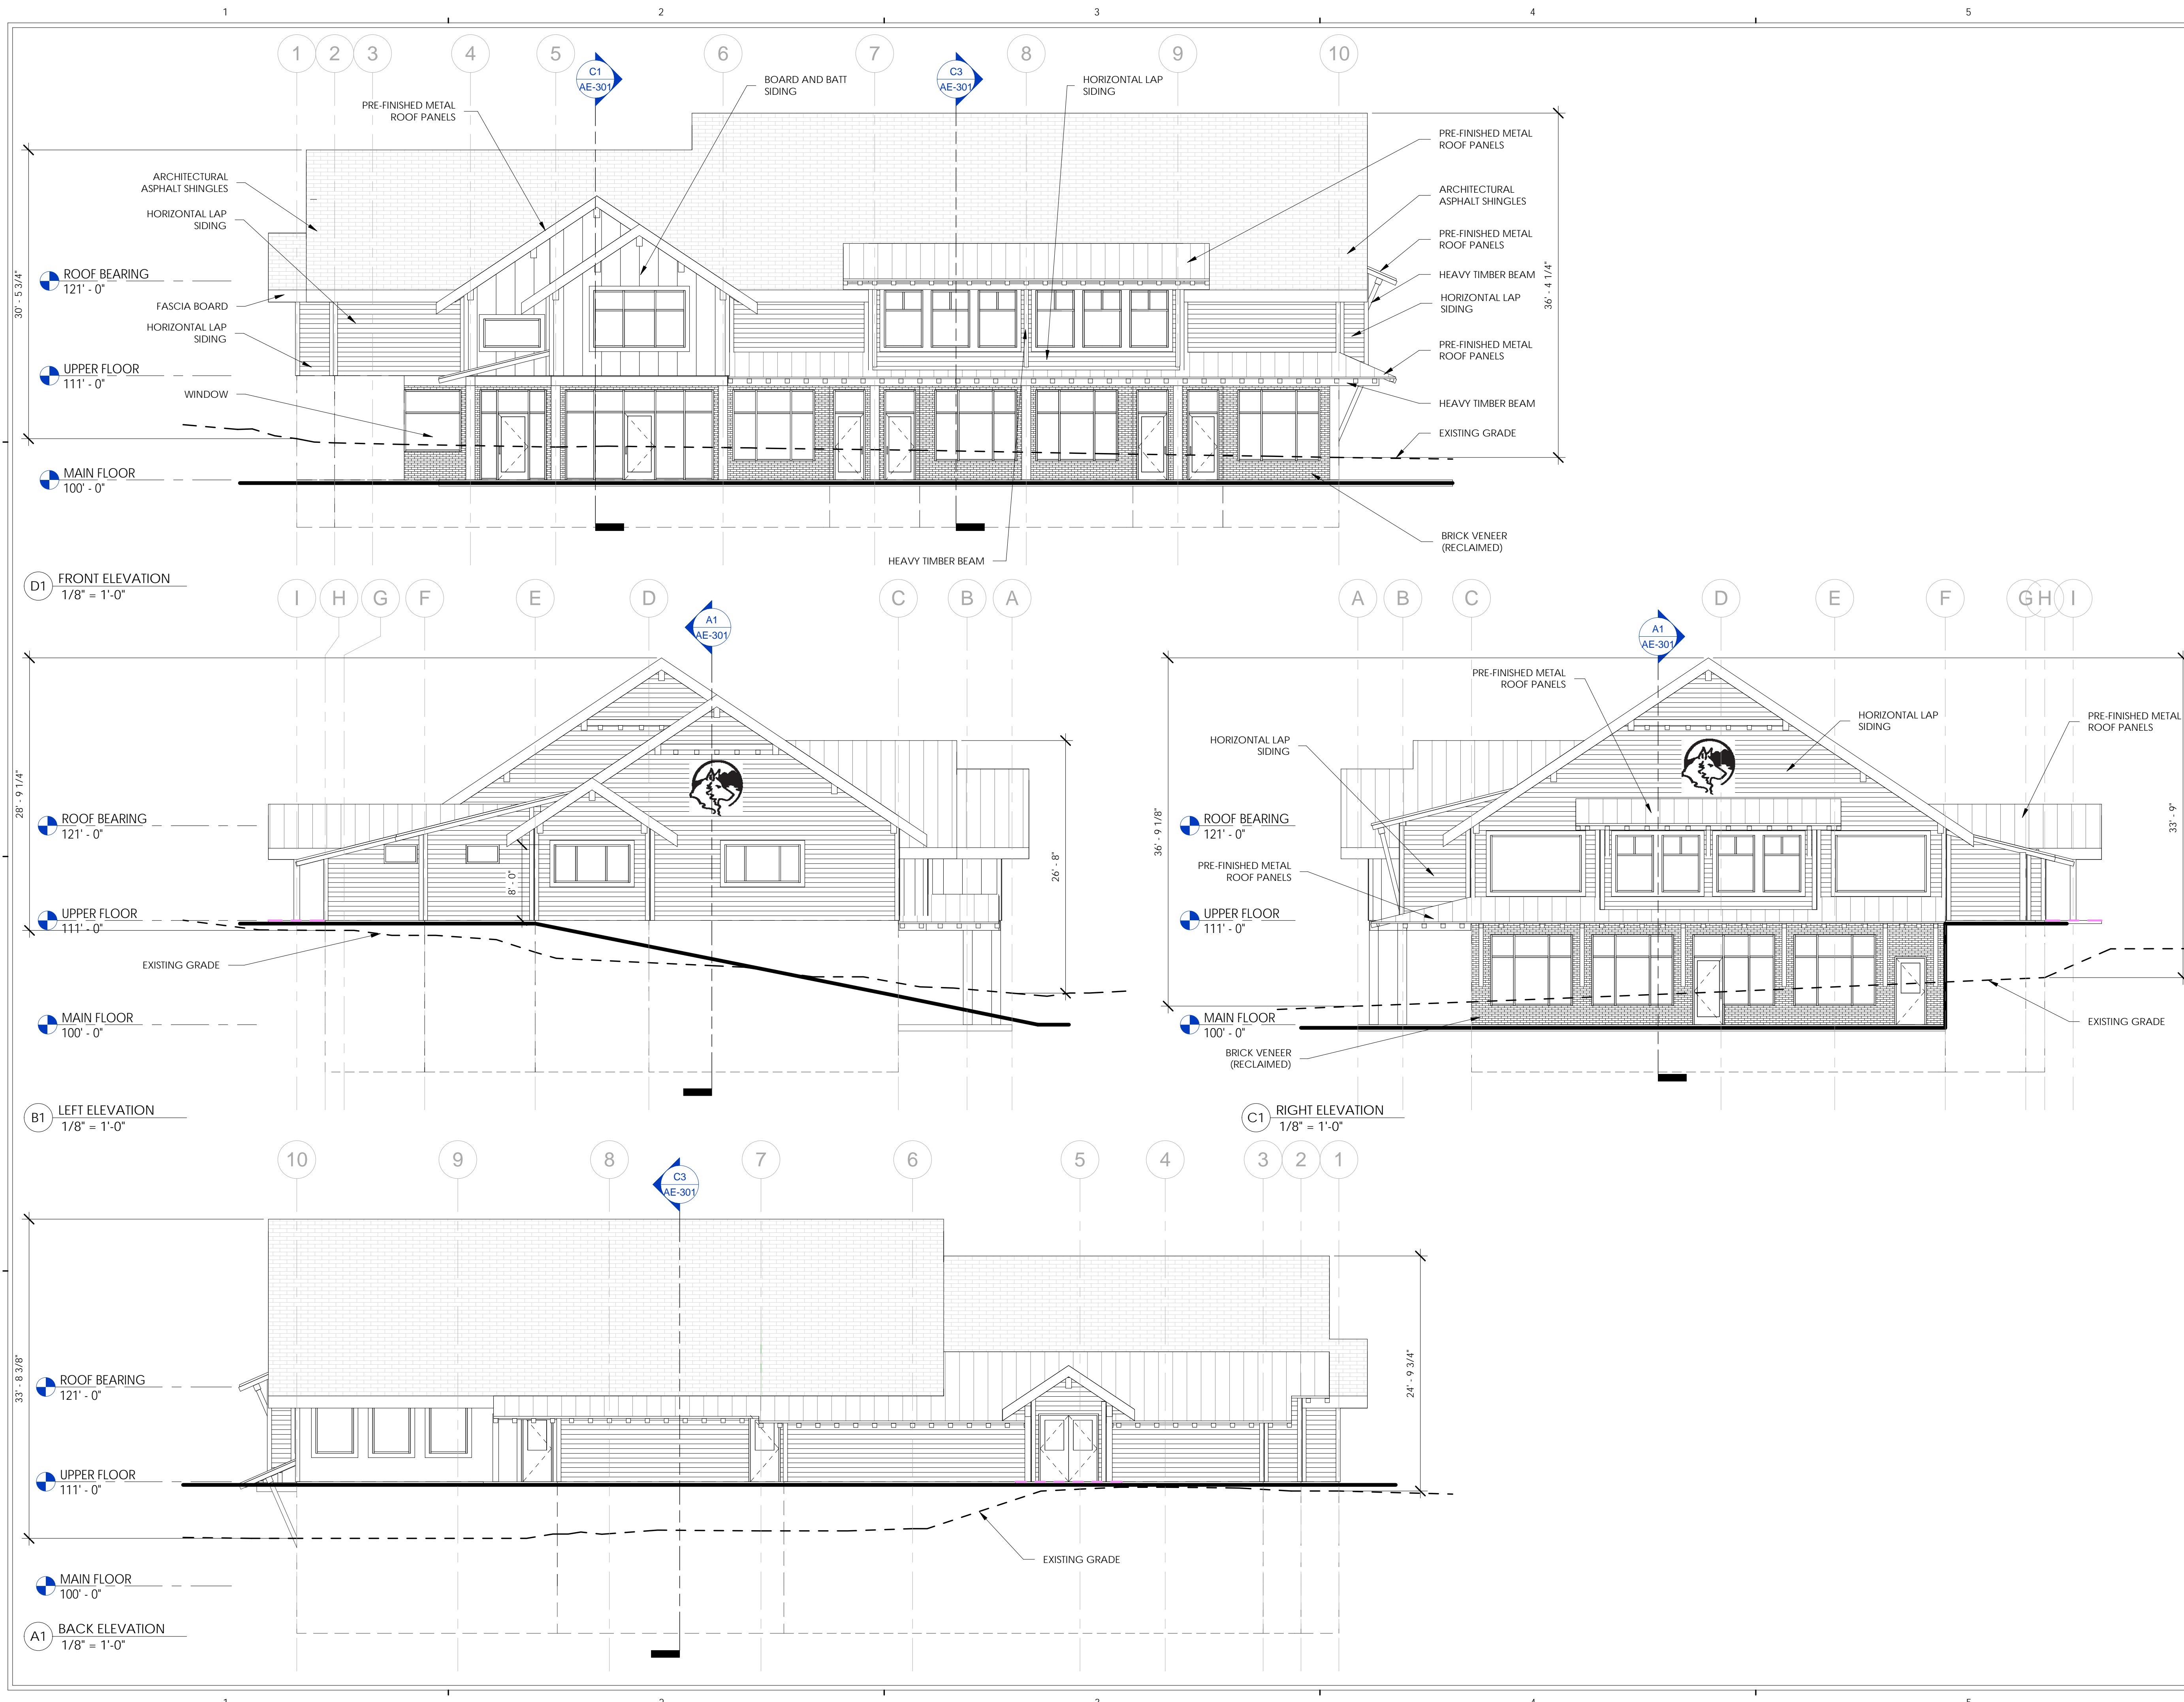 1
2
3
4
5
1
2
3
4
5
6
7
8
9
10
C1
AE-301
C3
AE-301
PRE-FINISHED METAL
ROOF PANELS
BOARD AND BATT
SIDING
HORIZONTAL LAP
SIDING
PRE-FINISHED METAL
ROOF PANELS
ARCHITECTURAL
ASPHALT SHINGLES
ARCHITECTURAL
ASPHALT SHINGLES
HORIZONTAL LAP
SIDING
PRE-FINISHED METAL
ROOF PANELS
ROOF BEARING
121' - 0"
HEAVY TIMBER BEAM
FASCIA BOARD
HORIZONTAL LAP
SIDING
HORIZONTAL LAP
SIDING
PRE-FINISHED METAL
ROOF PANELS
UPPER FLOOR
111' - 0"
WINDOW
HEAVY TIMBER BEAM
EXISTING GRADE
MAIN FLOOR
100' - 0"
30' - 5 3/4"
36' - 4 1/4"
BRICK VENEER
(RECLAIMED)
HEAVY TIMBER BEAM
D1
FRONT ELEVATION
1/8" = 1'-0"
I
H
G
F
E
D
C
B
A
A1
AE-301
28' - 9 1/4"
ROOF BEARING
121' - 0"
8' - 0"
26' - 8"
UPPER FLOOR
111' - 0"
EXISTING GRADE
MAIN FLOOR
100' - 0"
B1
LEFT ELEVATION
1/8" = 1'-0"
A
B
C
D
E
F
G
H
I
A1
AE-301
PRE-FINISHED METAL
ROOF PANELS
HORIZONTAL LAP
SIDING
PRE-FINISHED METAL
ROOF PANELS
HORIZONTAL LAP
SIDING
36' - 9 1/8"
33' - 9"
ROOF BEARING
121' - 0"
PRE-FINISHED METAL
ROOF PANELS
UPPER FLOOR
111' - 0"
MAIN FLOOR
100' - 0"
EXISTING GRADE
BRICK VENEER
(RECLAIMED)
C1
RIGHT ELEVATION
1/8" = 1'-0"
10
9
8
7
6
5
4
3
2
1
C3
AE-301
33' - 8 3/8"
24' - 9 3/4"
ROOF BEARING
121' - 0"
UPPER FLOOR
111' - 0"
EXISTING GRADE
MAIN FLOOR
100' - 0"
A1
BACK ELEVATION
1/8" = 1'-0"